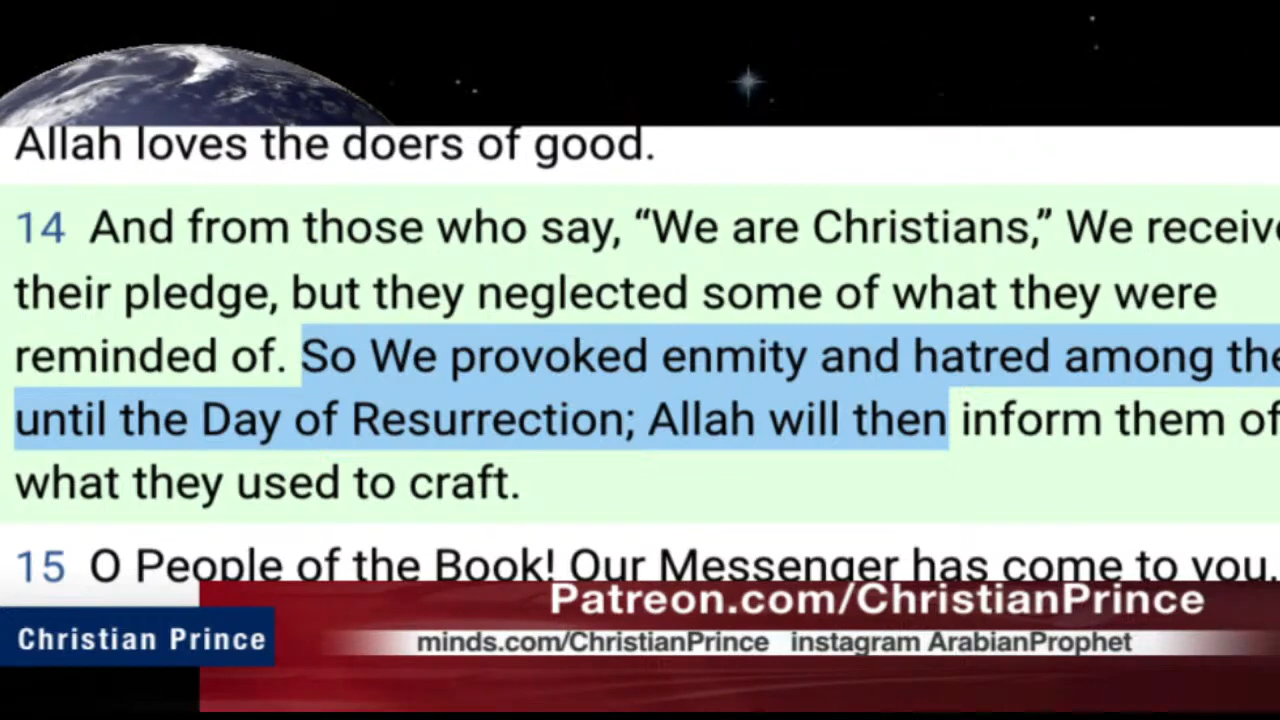 Allah loves the doers of good.
14 And from those who say, “We are Christians,” We receive
their pledge, but they neglected some of what they were
reminded of. So We provoked enmity and hatred among the
until the Day of Resurrection; Allah will then inform them of
what they used to craft.
15 O People of the Book! Our Messenger has come to you,
Patreon.com/ChristianPrince
Christian Prince
minds.com/ChristianPrince instagram ArabianProphet